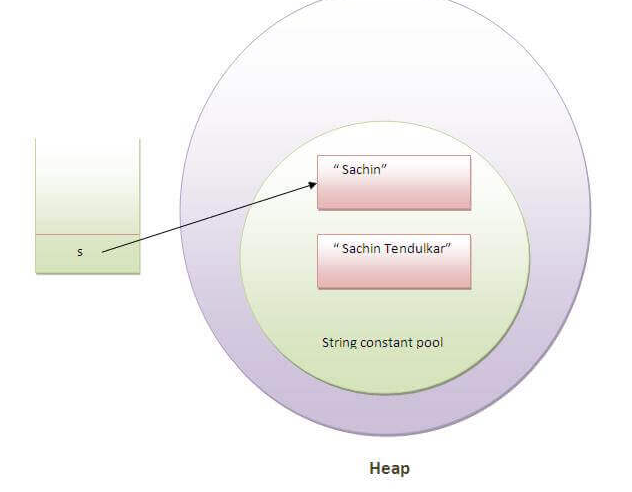 “ Sachin”
s
“ Sachin Tendulkar”
String constant pool
Heap